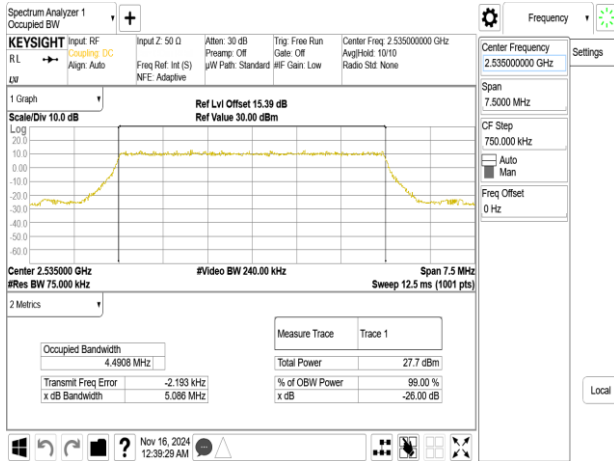 Spectrum Analyzer 1
Occupied BW
Frequency
KEYSIGHT
RL
Input: RF
Coupling: DC
Align: Auto
Input Z: 50 Ω
Freq Ref: Int (S)
NFE: Adaptive
Atten: 30 dB
Preamp: Off
µW Path: Standard
Trig: Free Run
Gate: Off
#IF Gain: Low
Center Freq: 2.535000000 GHz
Avg|Hold: 10/10
Radio Std: None
Center Frequency
2.535000000 GHz
Settings
Span
7.5000 MHz
CF Step
750.000 kHz
Auto
Man
Freq Offset
0 Hz
Local
1 Graph
Scale/Div 10.0 dB
Ref Lvl Offset 15.39 dB
Ref Value 30.00 dBm
Log
20.0
10.0
0.00
-10.0
-20.0
-30.0
-40.0
-50.0
-60.0
Center 2.535000 GHz
#Video BW 240.00 kHz
Span 7.5 MHz
#Res BW 75.000 kHz
Sweep 12.5 ms (1001 pts)
2 Metrics
Measure Trace Trace 1
Occupied Bandwidth
4.4908 MHz
Total Power 27.7 dBm
Transmit Freq Error -2.193 kHz
% of OBW Power 99.00 %
x dB Bandwidth 5.086 MHz
x dB -26.00 dB
Nov 16, 2024
12:39:29 AM